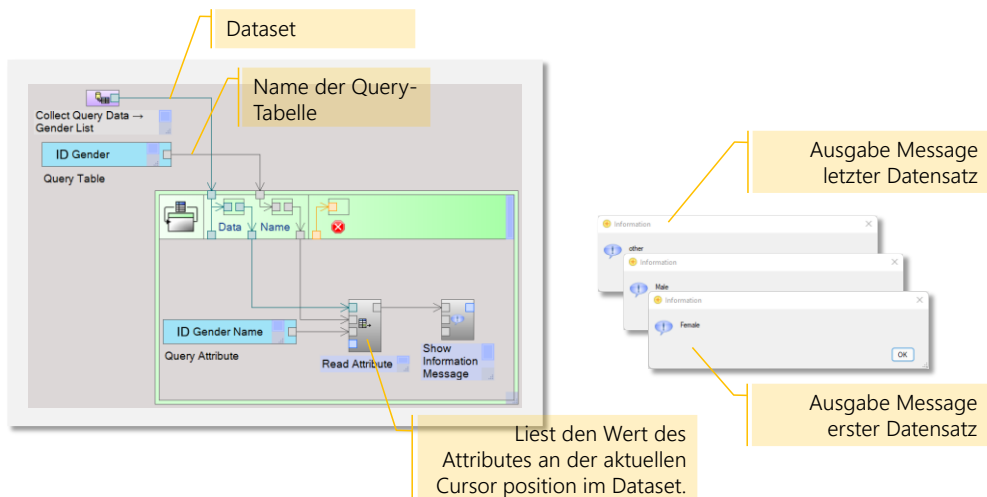 Dataset
Name der Query-
Tabelle
Collect Query Data →
Gender List
ID Gender
Query Table
Data
Name
ID Gender Name
Query Attribute
Read Attribute
Show
Information
Message
Liest den Wert des
Attributes an der aktuellen
Cursor position im Dataset.
Ausgabe Message
letzter Datensatz
Information
other
Information
Male
Information
Female
OK
Ausgabe Message
erster Datensatz